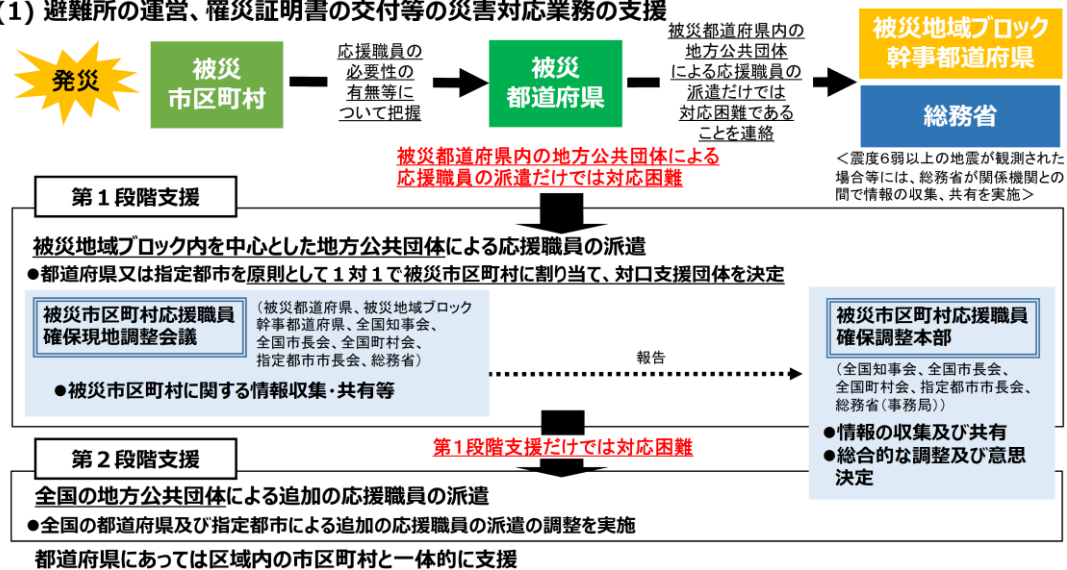 (1) 避難所の運営、罹災証明書の交付等の災害対応業務の支援
発災
被災
市区町村
応援職員の
必要性の
有無等に
ついて把握
被災
都道府県
被災都道府県内の
地方公共団体
による応援職員の
派遣だけでは
対応困難である
ことを連絡
被災地域ブロック
幹事都道府県
総務省
<震度6弱以上の地震が観測された
場合等には、総務省が関係機関との
間で情報の収集、共有を実施>
被災都道府県内の地方公共団体による
応援職員の派遣だけでは対応困難
第1段階支援
被災地域ブロック内を中心とした地方公共団体による応援職員の派遣
●都道府県又は指定都市を原則として1対1で被災市区町村に割り当て、対口支援団体を決定
被災市区町村応援職員
確保現地調整会議
(被災都道府県、被災地域ブロック
幹事都道府県、全国知事会、
全国市長会、全国町村会、
指定都市市長会、総務省)
●被災市区町村に関する情報収集・共有等
報告
被災市区町村応援職員
確保調整本部
(全国知事会、全国市長会、
全国町村会、指定都市市長会、
総務省(事務局))
●情報の収集及び共有
●総合的な調整及び意思
決定
第1段階支援だけでは対応困難
第2段階支援
全国の地方公共団体による追加の応援職員の派遣
●全国の都道府県及び指定都市による追加の応援職員の派遣の調整を実施
都道府県にあっては区域内の市区町村と一体的に支援